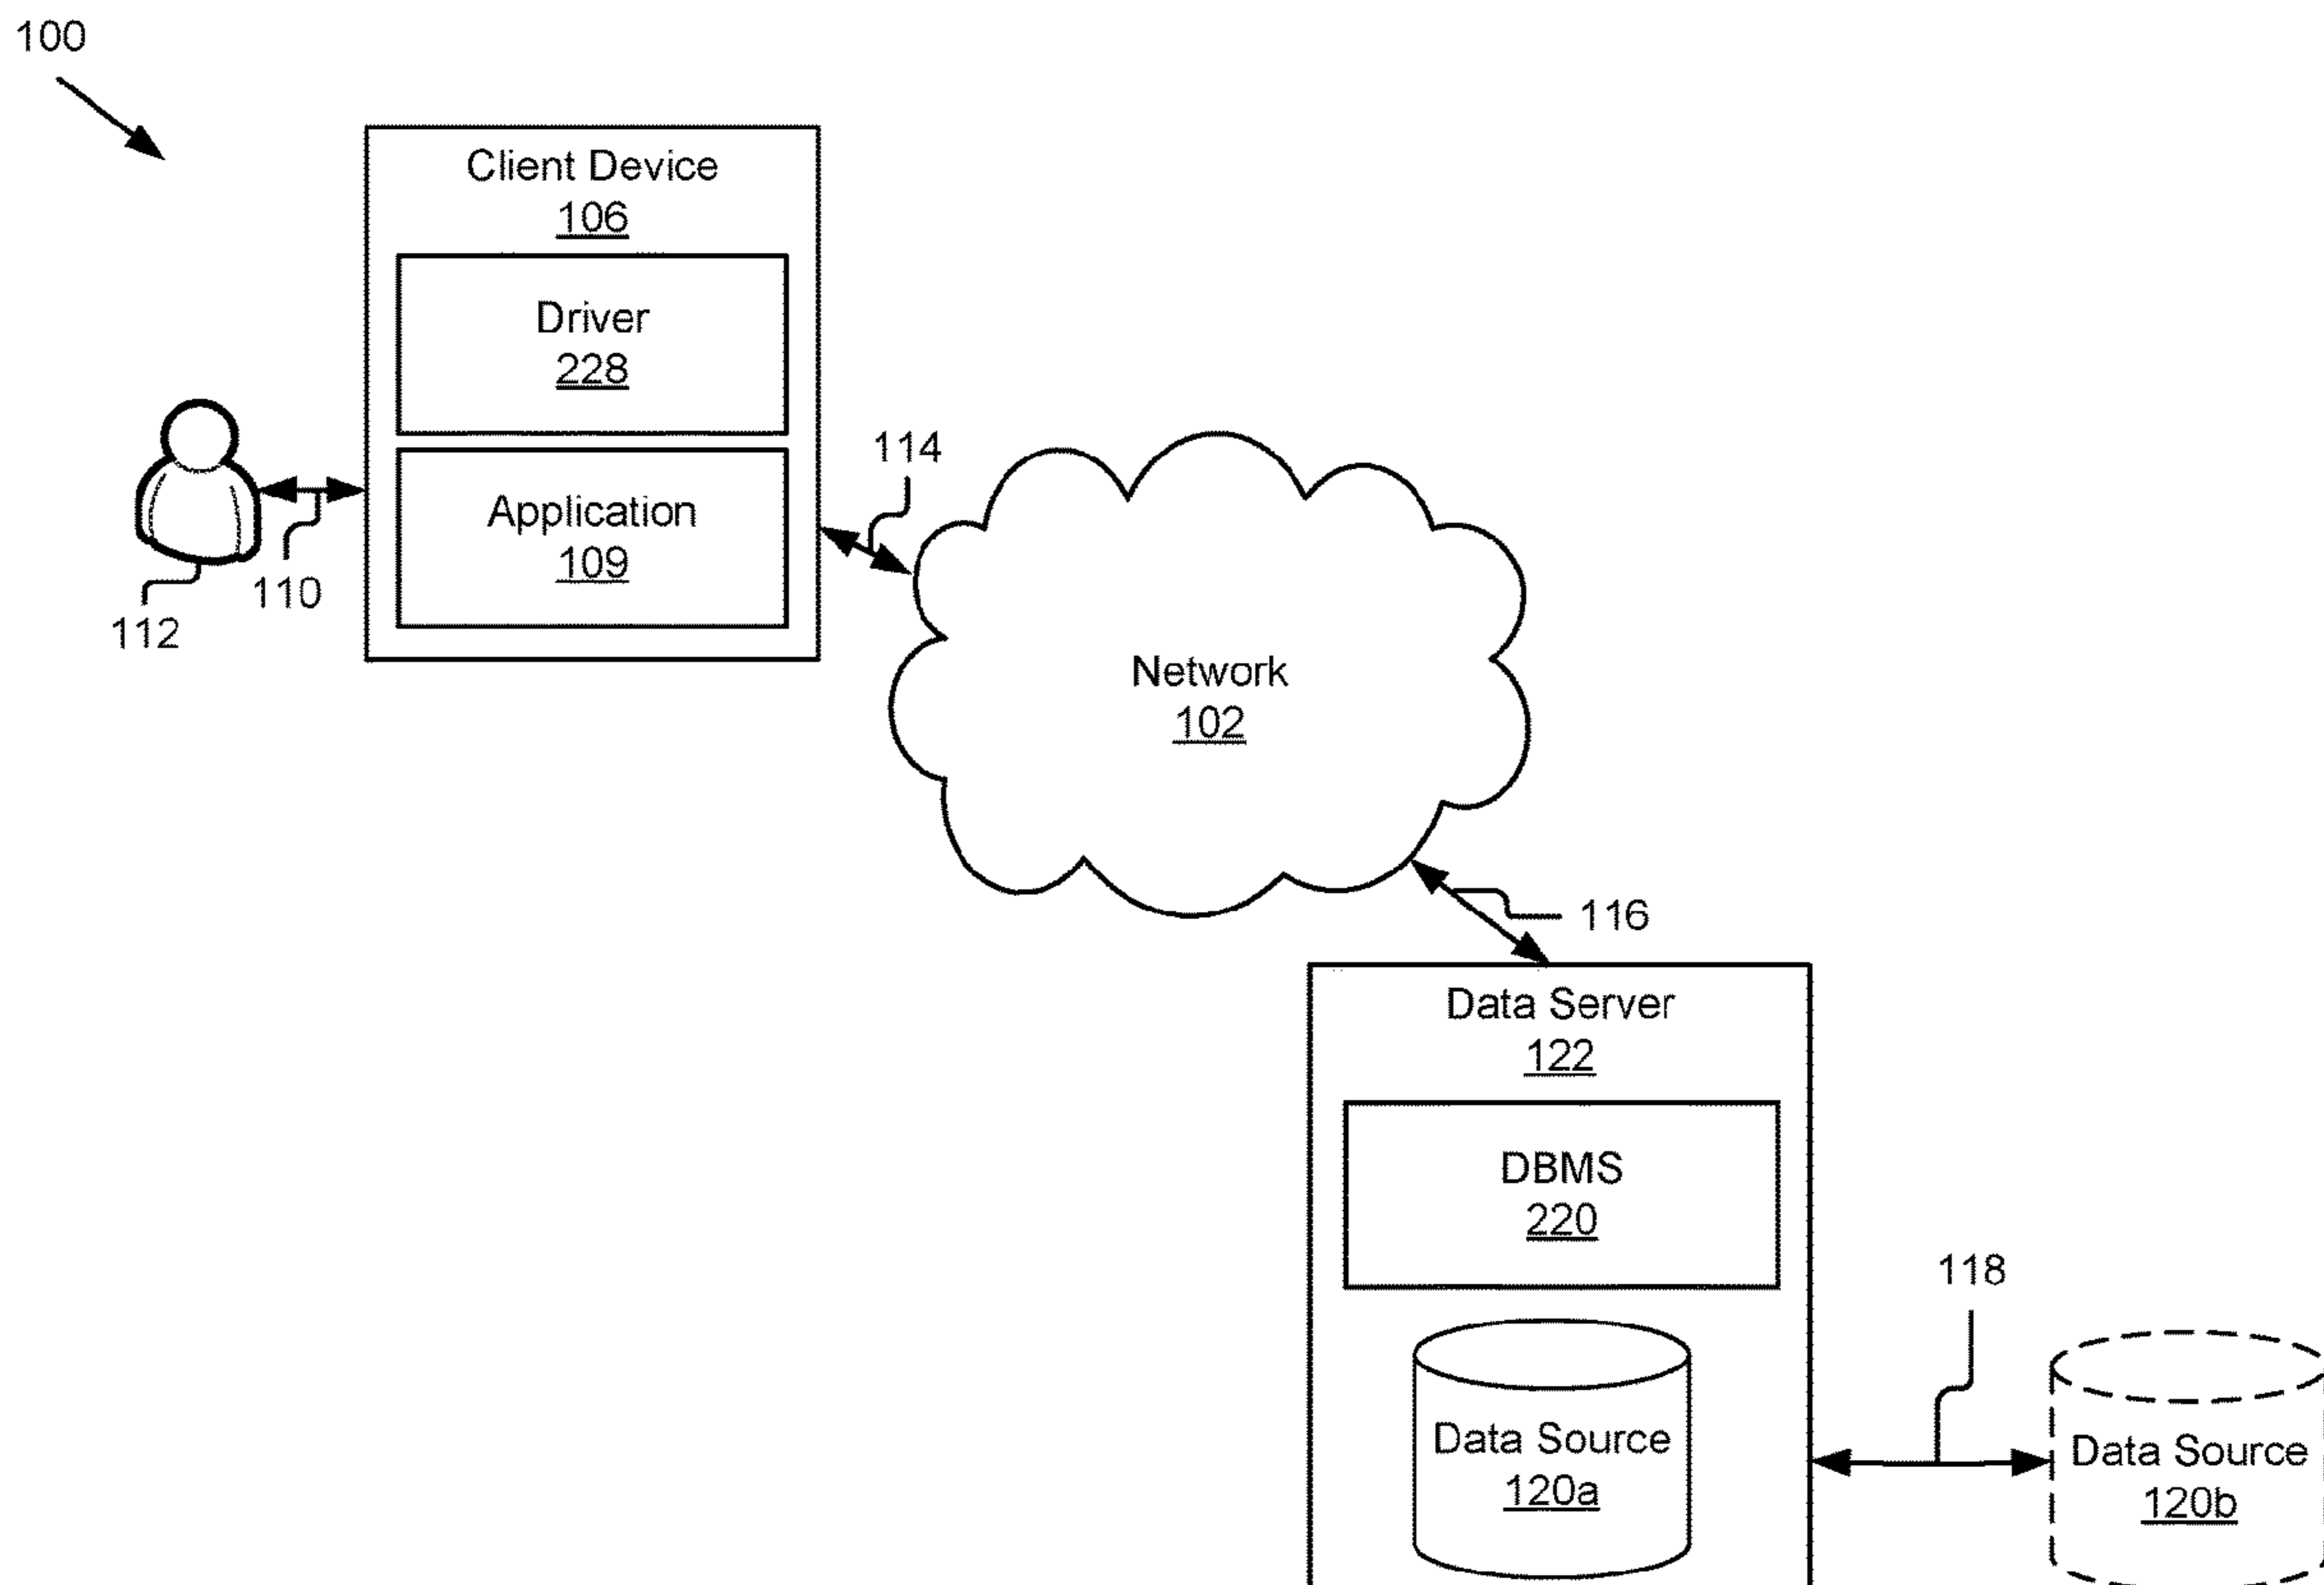 100
Client Device
106
Driver
228
Application
109
110
112
114
Network
102
116
Data Server
122
DBMS
220
118
Data Source
120a
Data Source
120b